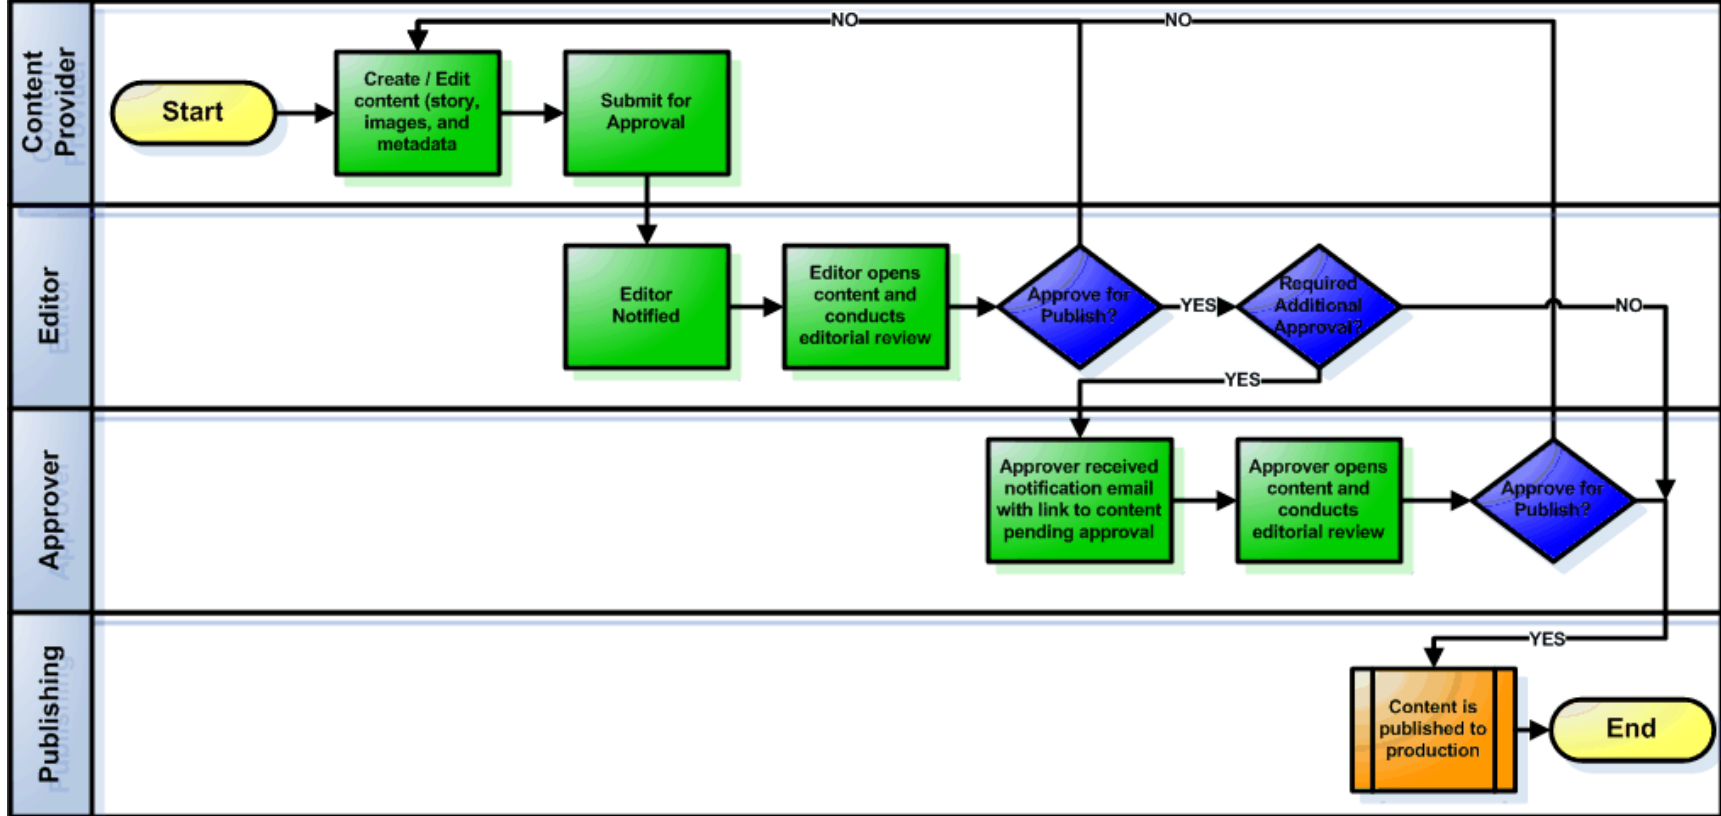 Content
Provider
Start
Create / Edit
content (story,
images, and
metadata
Submit for
Approval
NO
NO
Editor
Editor
Notified
Editor opens
content and
conducts
editorial review
Approve for
Publish?
YES
Required
Additional
Approval?
NO
YES
Approver
Approver received
notification email
with link to content
pending approval
Approver opens
content and
conducts
editorial review
Approve for
Publish?
Publishing
YES
Content is
published to
production
End